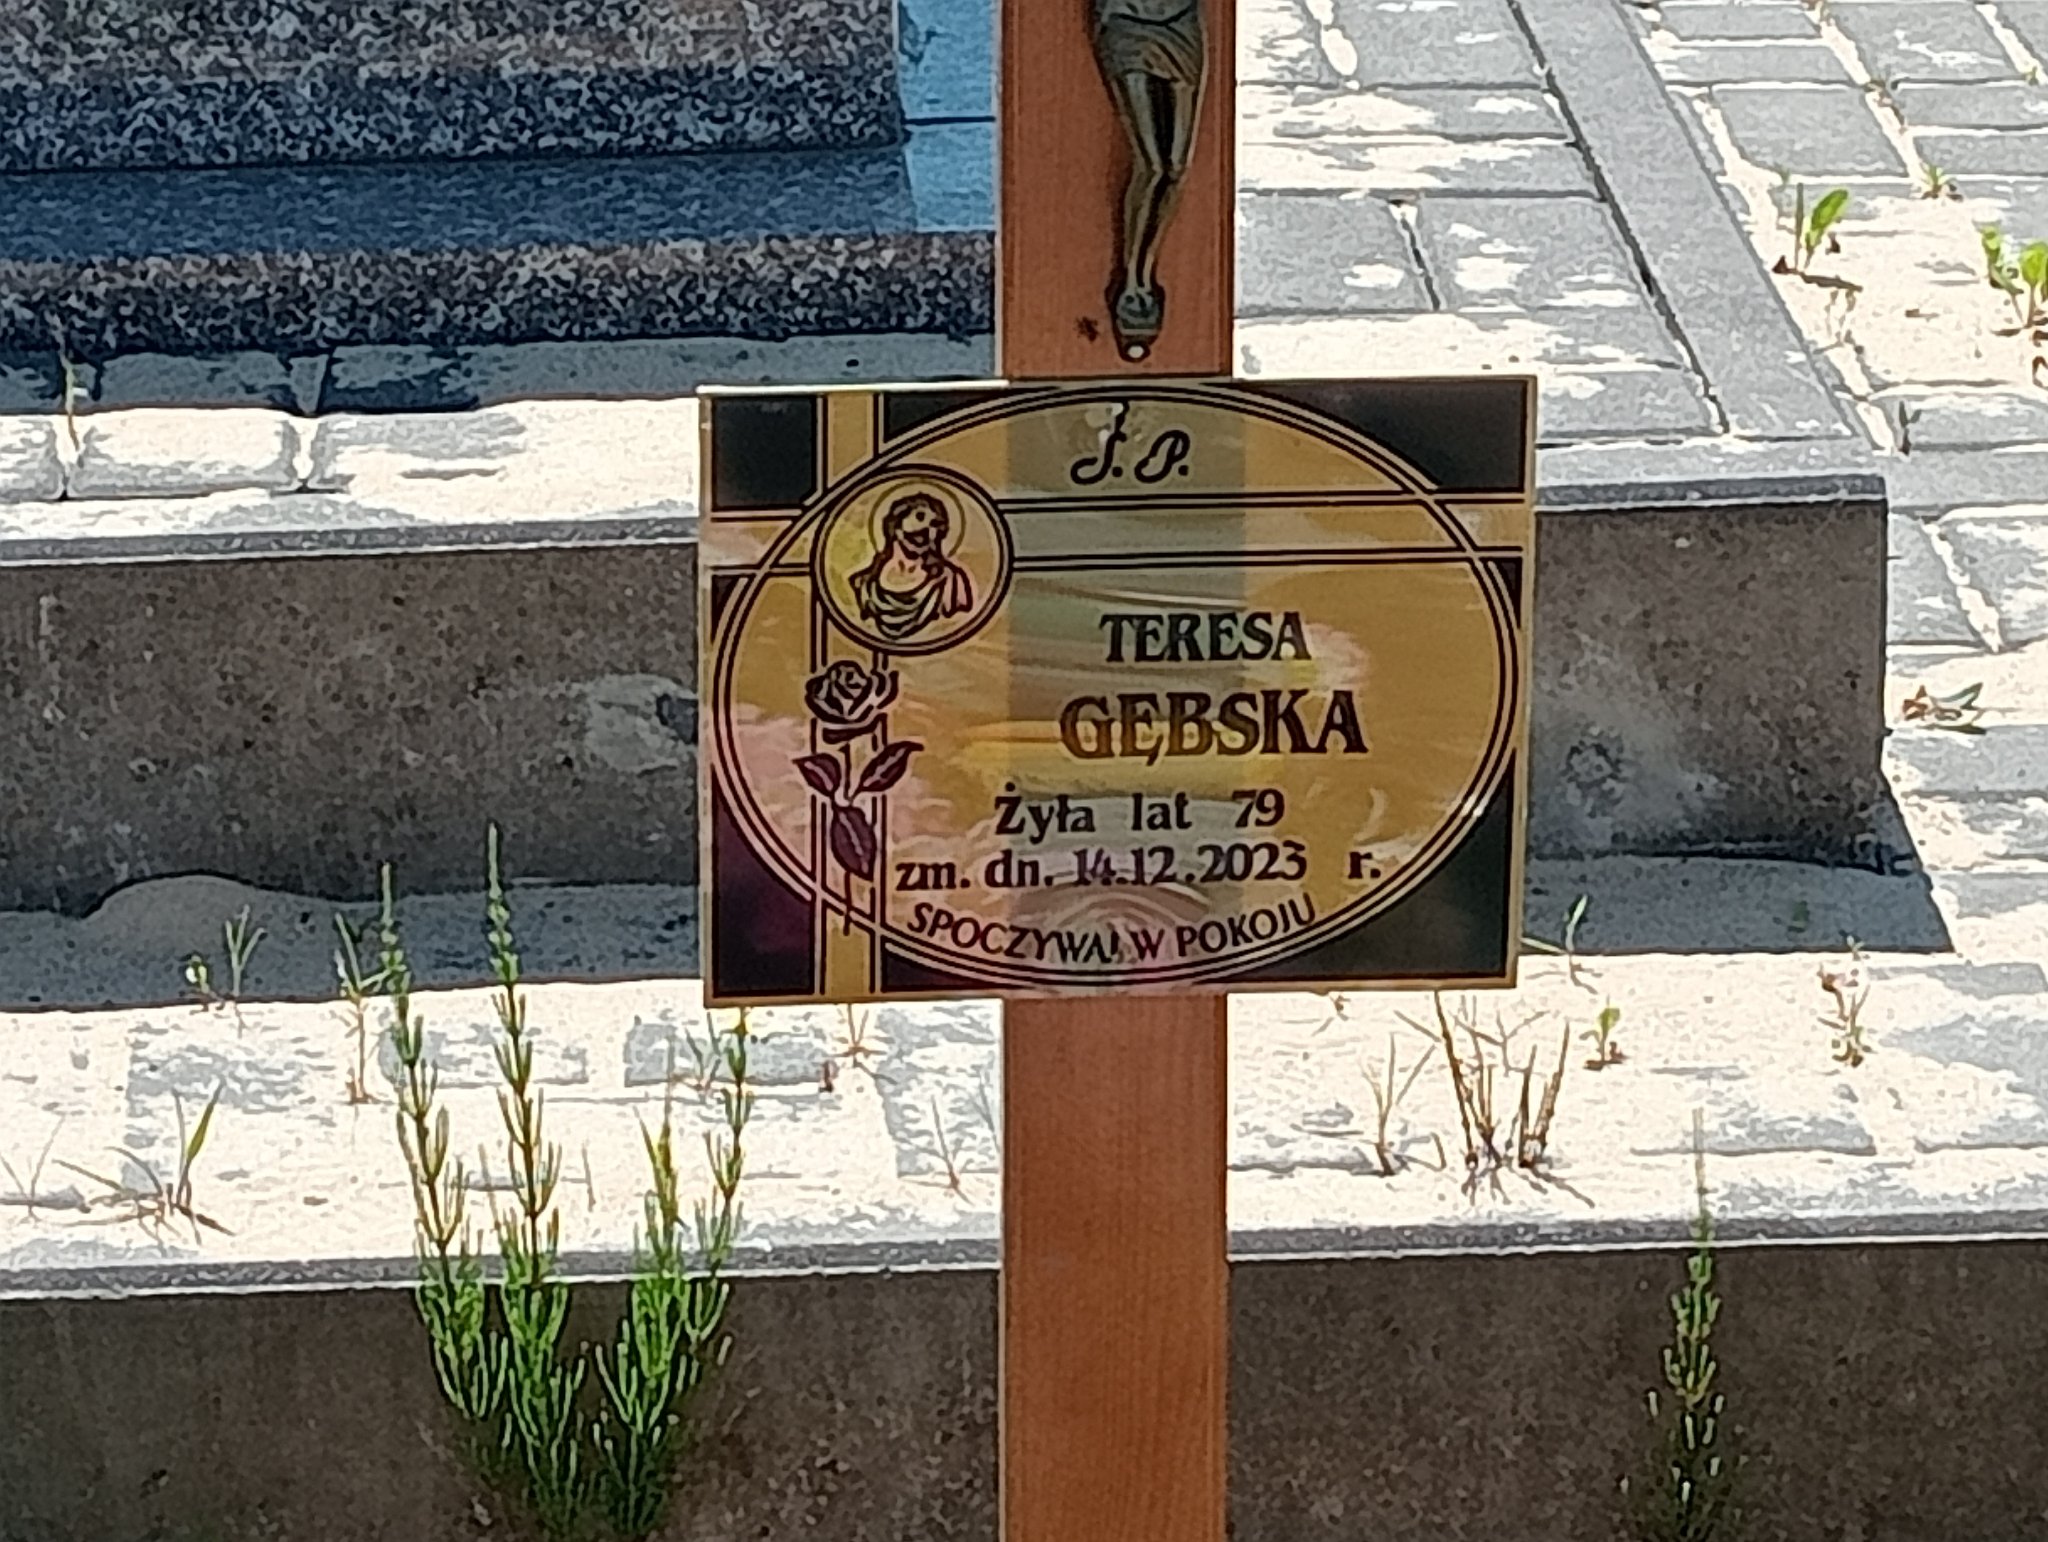 Ś. P.
TERESA
GĘBSKA
Żyła lat 79
zm. dn. 14.12.2023 r.
SPOCZYWAJ W POKOJU